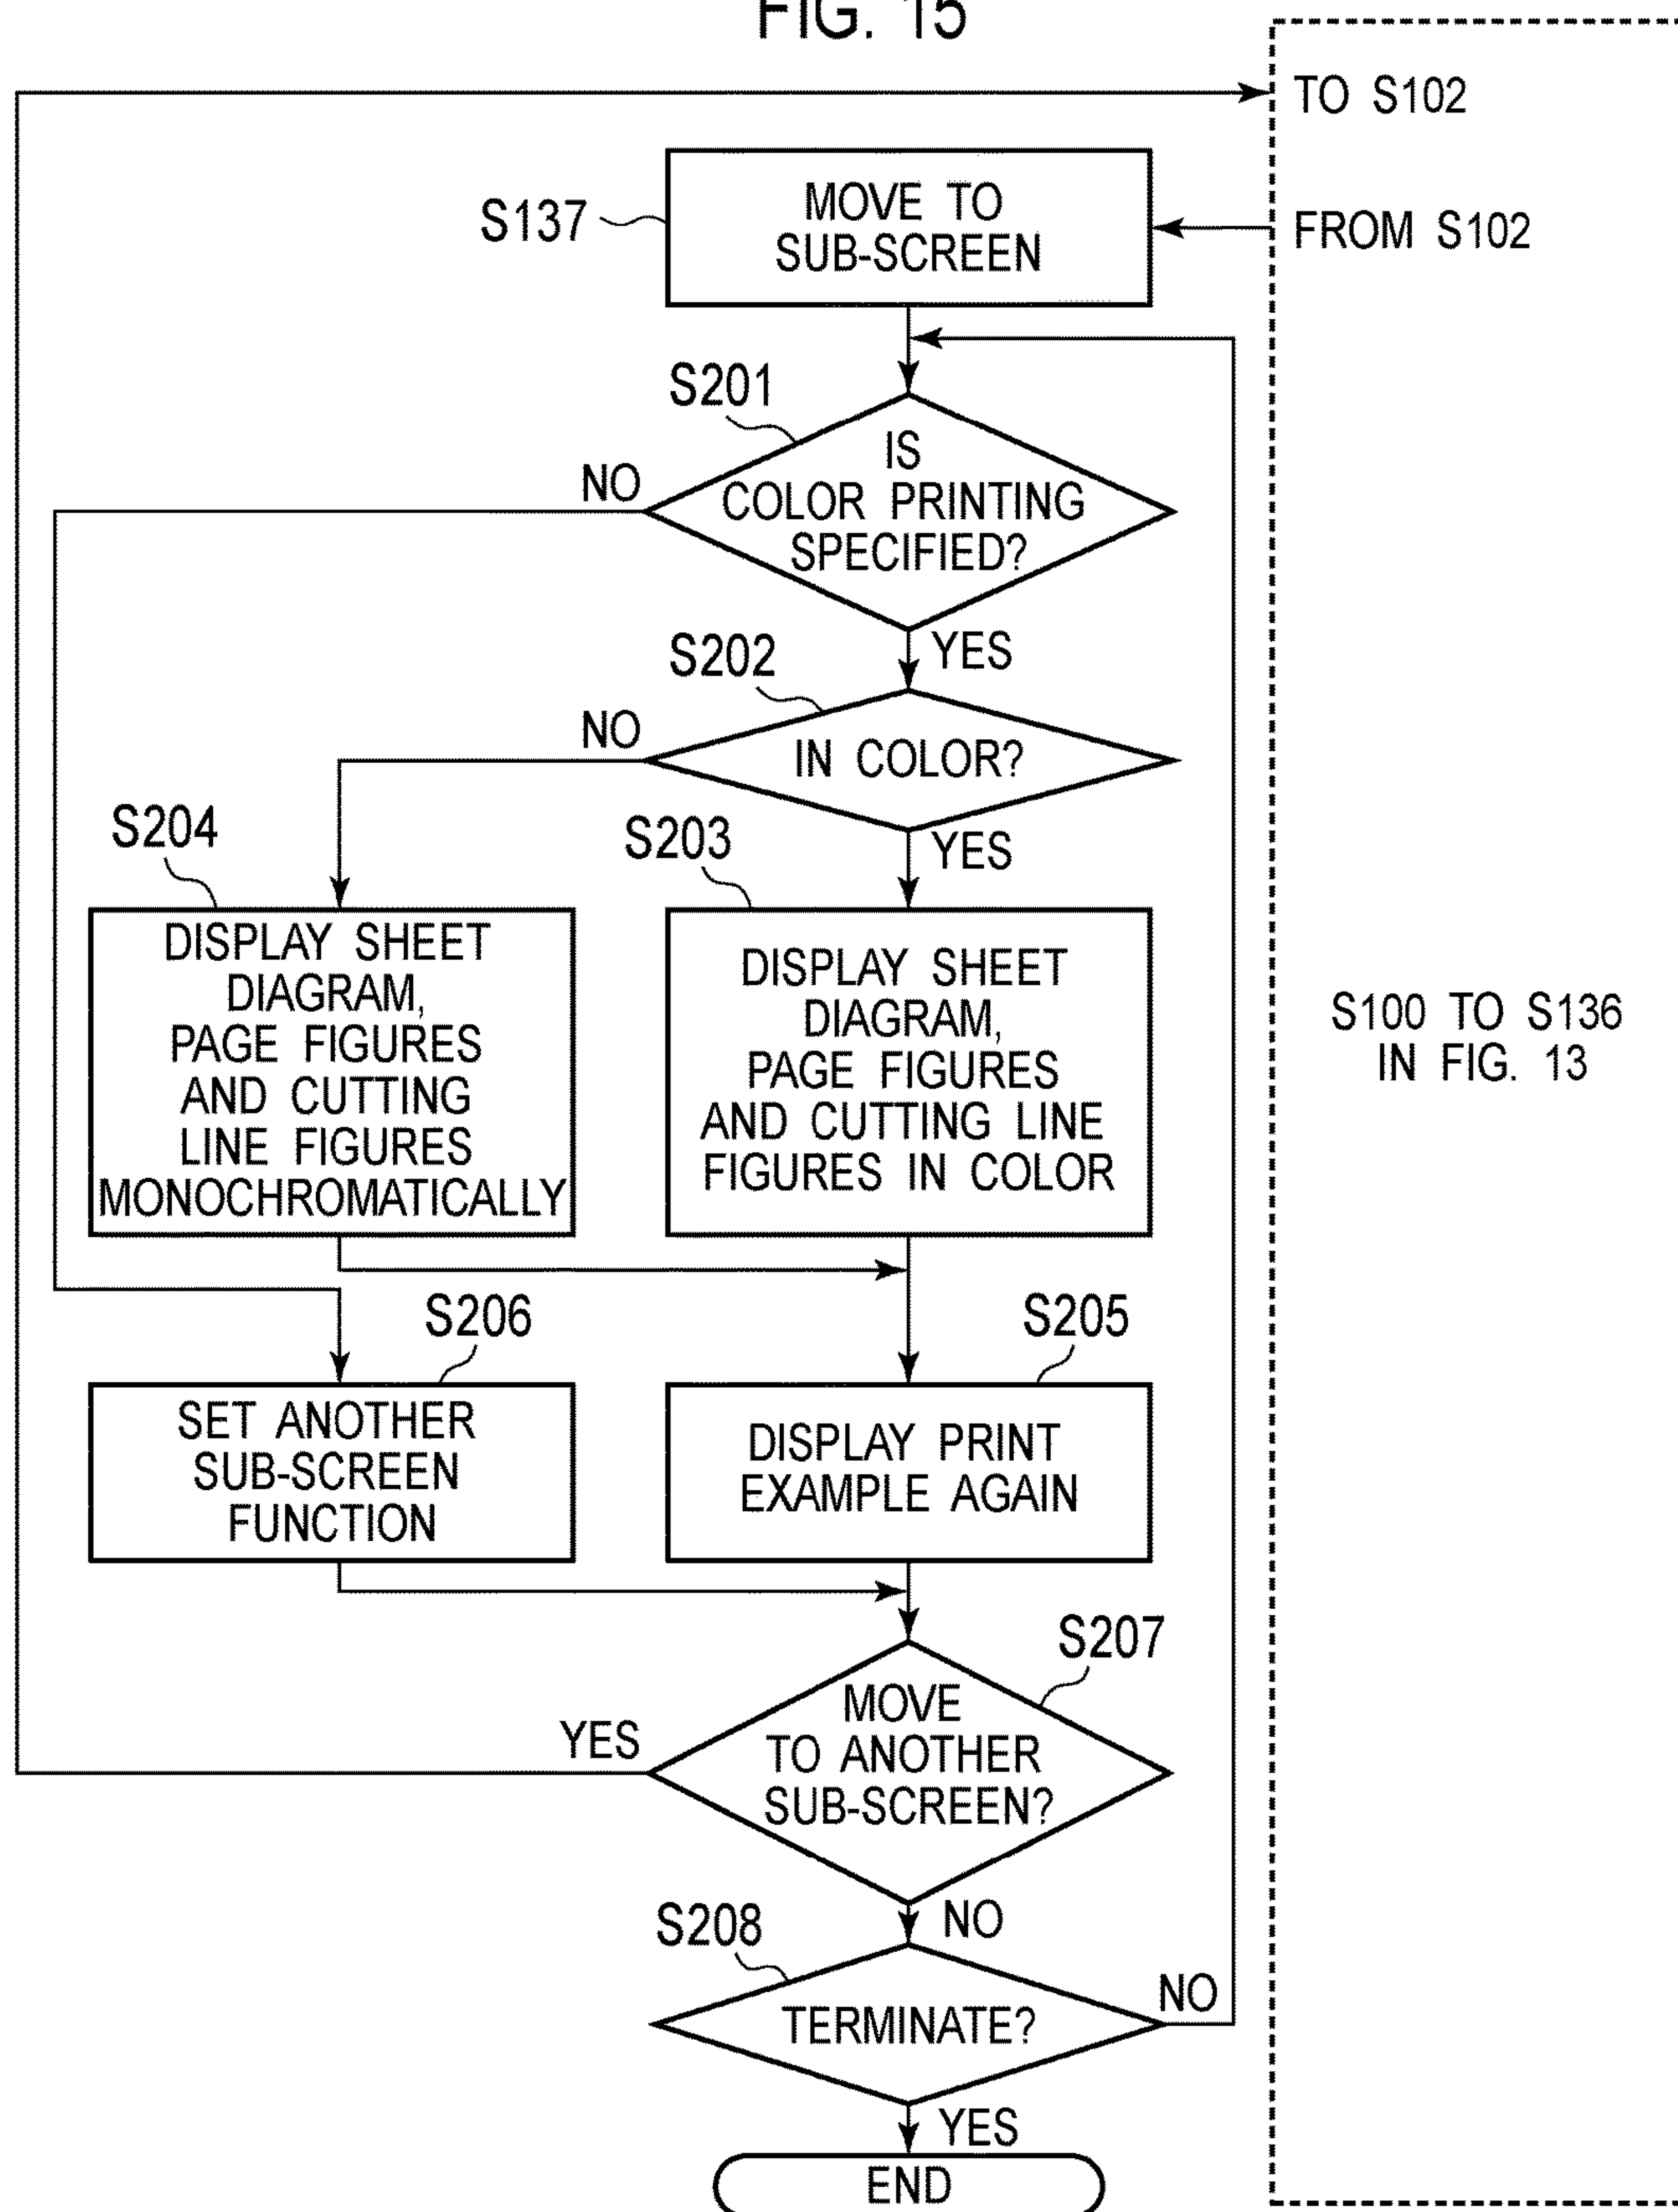 FIG. 15
TO S102
S137
MOVE TO
SUB-SCREEN
FROM S102
S201
IS
COLOR PRINTING
SPECIFIED?
NO
YES
S202
IN COLOR?
NO
YES
S204
DISPLAY SHEET
DIAGRAM,
PAGE FIGURES
AND CUTTING
LINE FIGURES
MONOCHROMATICALLY
S203
DISPLAY SHEET
DIAGRAM,
PAGE FIGURES
AND CUTTING LINE
FIGURES IN COLOR
S100 TO S136
IN FIG. 13
S206
SET ANOTHER
SUB-SCREEN
FUNCTION
S205
DISPLAY PRINT
EXAMPLE AGAIN
S207
MOVE
TO ANOTHER
SUB-SCREEN?
YES
NO
S208
TERMINATE?
NO
YES
END